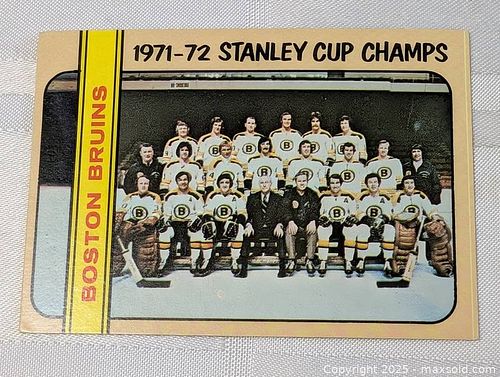 1971-72 STANLEY CUP CHAMPS
BOSTON BRUINS
Copyright 2025 - maxsold.com